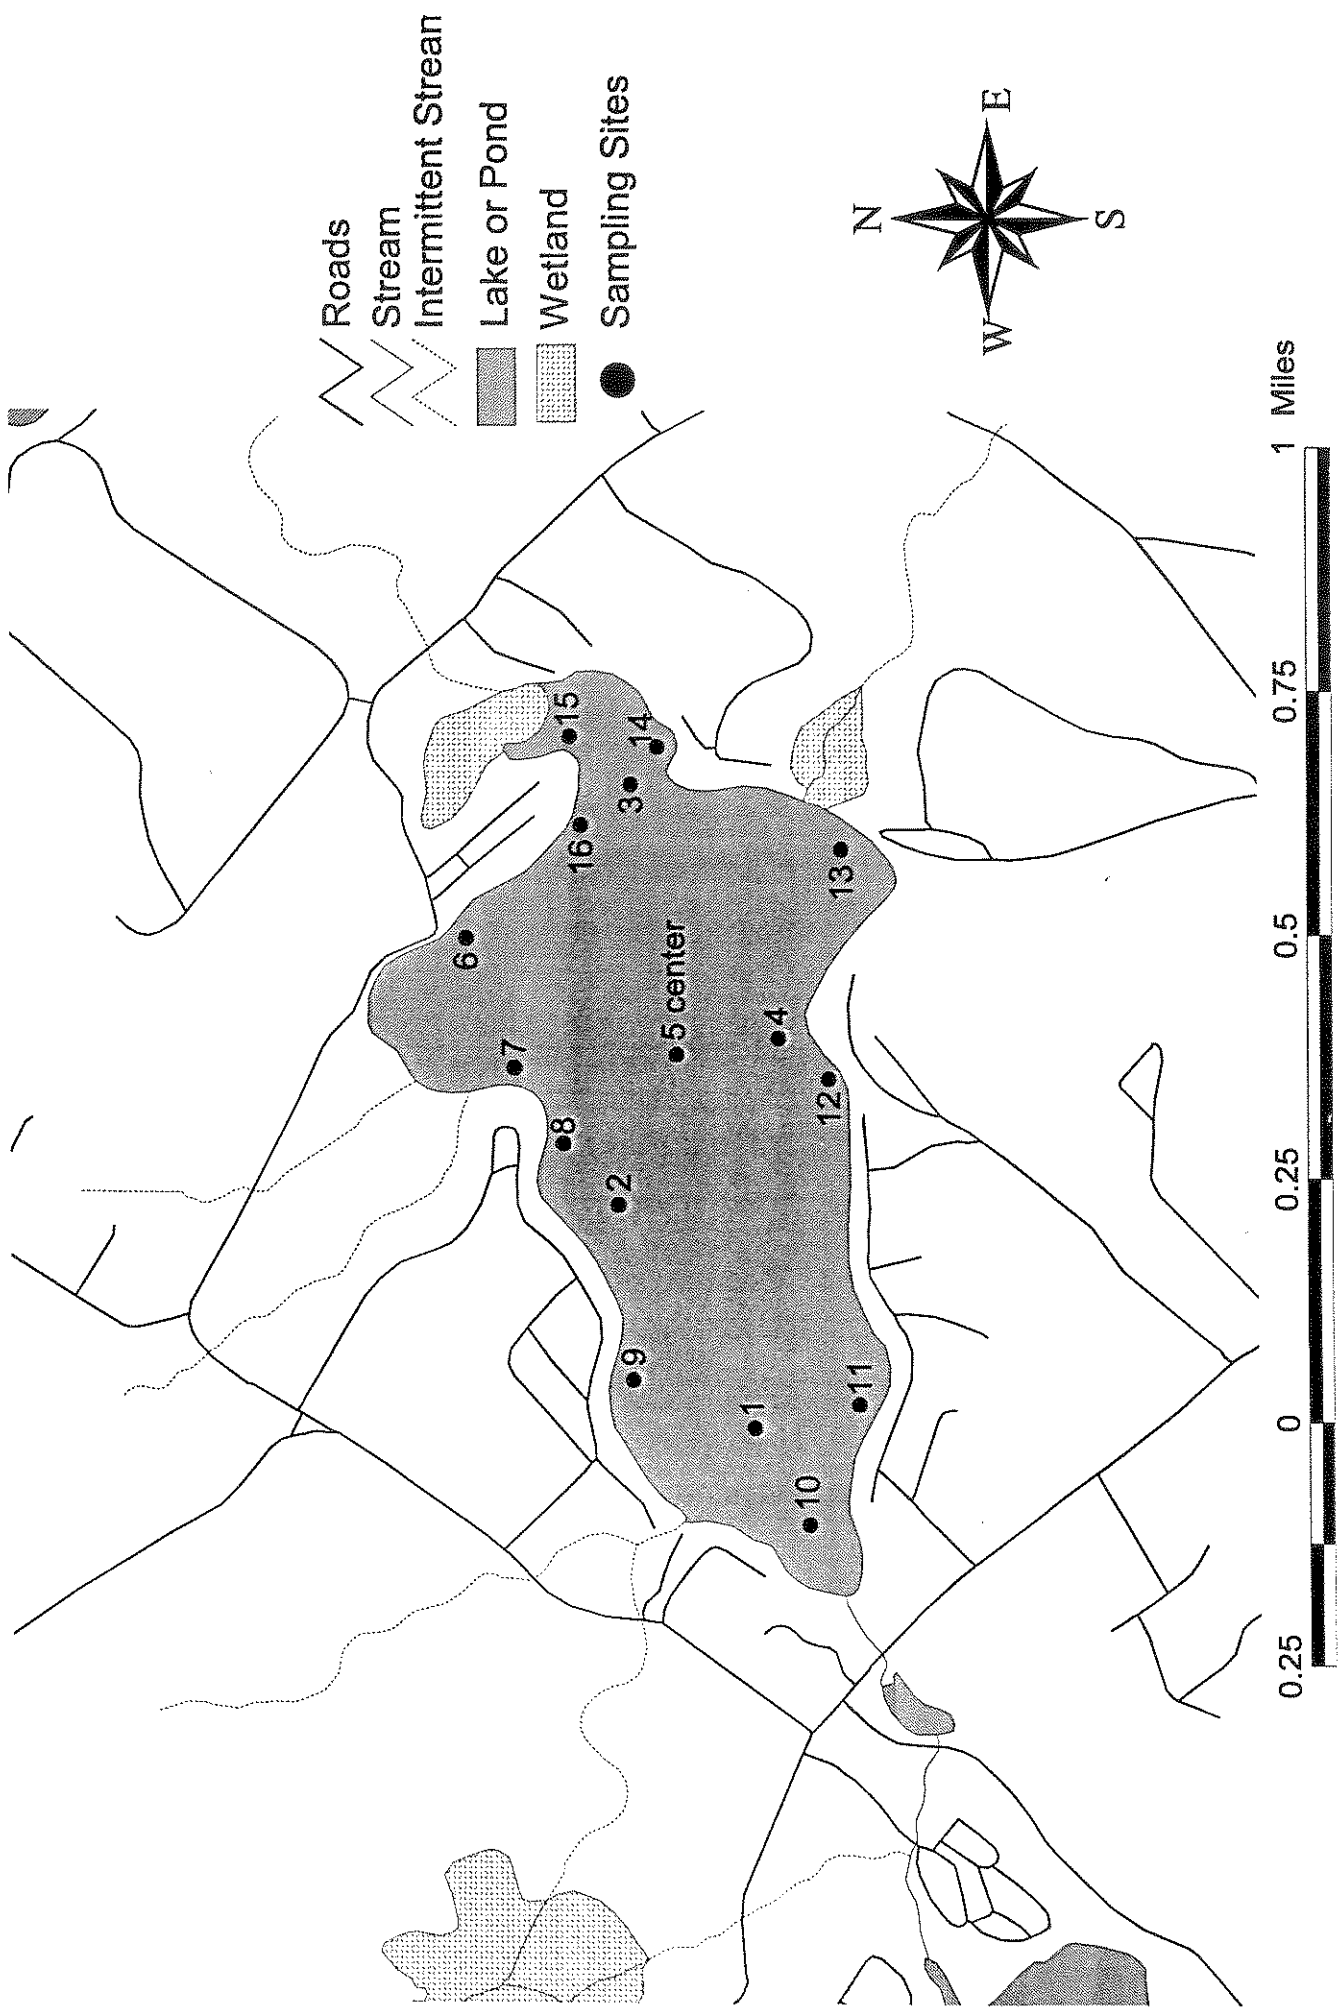 Roads
Stream
Intermittent Strean
Lake or Pond
Wetland
Sampling Sites
N
E
S
W
6
7
8
2
9
1
10
11
12
4
5 center
13
16
3
14
15
0.25
0
0.25
0.5
0.75
1 Miles